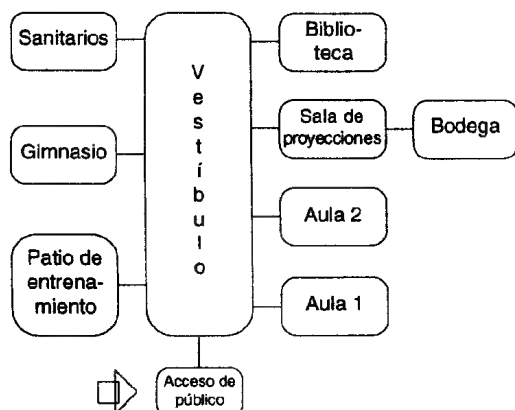 Sanitarios
Gimnasio
Patio de
entrena-
miento
Vestíbulo
Biblio-
teca
Sala de
proyecciones
Bodega
Aula 2
Aula 1
Acceso de
público